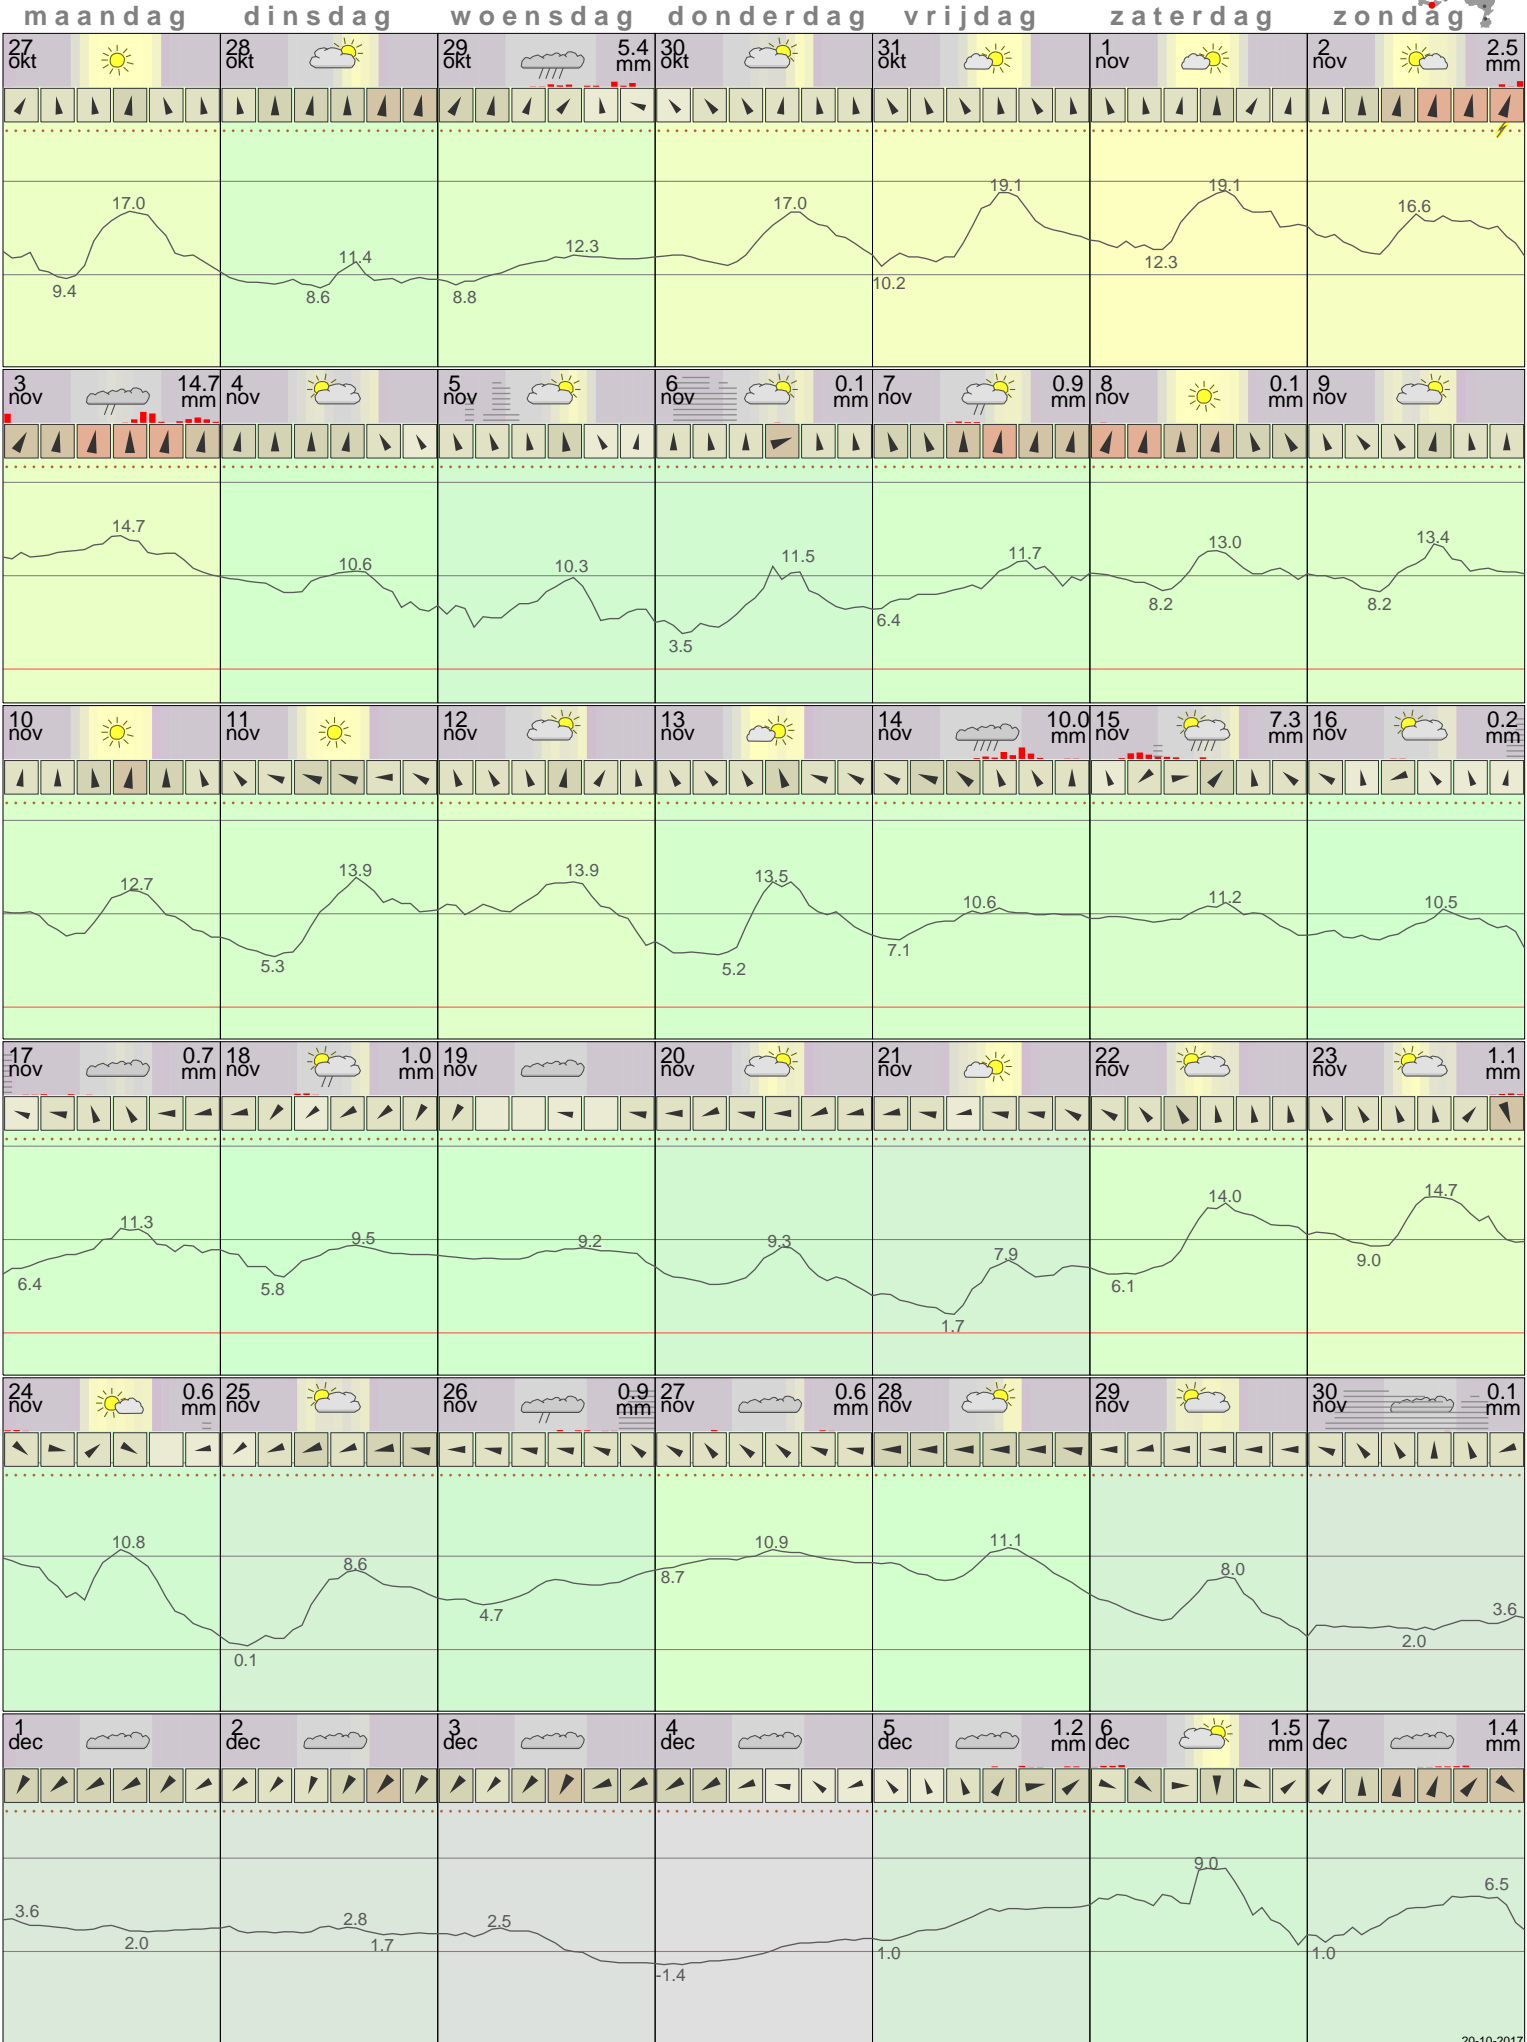 maandag dinsdag woensdag donderdag vrijdag zaterdag zondag
27 okt 28 okt 29 okt 5.4 mm 30 okt 31 okt 1 nov 2 nov 2.5 mm
17.0 9.4 11.4 8.6 12.3 8.8 17.0 19.1 10.2 19.1 12.3 16.6
3 nov 14.7 mm 4 nov 5 nov 6 nov 0.1 mm 7 nov 0.9 mm 8 nov 0.1 mm 9 nov
14.7 10.6 10.3 11.5 3.5 11.7 6.4 13.0 8.2 13.4 8.2
10 nov 11 nov 12 nov 13 nov 14 nov 10.0 mm 15 nov 7.3 mm 16 nov 0.2 mm
12.7 13.9 5.3 13.9 13.5 5.2 10.6 7.1 11.2 10.5
17 nov 0.7 mm 18 nov 1.0 mm 19 nov 20 nov 21 nov 22 nov 23 nov 1.1 mm
11.3 6.4 9.5 5.8 9.2 9.3 7.9 1.7 14.0 6.1 14.7 9.0
24 nov 0.6 mm 25 nov 26 nov 0.9 mm 27 nov 0.6 mm 28 nov 29 nov 30 nov 0.1 mm
10.8 8.6 0.1 4.7 10.9 8.7 11.1 8.0 3.6 2.0
1 dec 2 dec 3 dec 4 dec 5 dec 1.2 mm 6 dec 1.5 mm 7 dec 1.4 mm
3.6 2.0 2.8 1.7 2.5 -1.4 1.0 9.0 6.5 1.0
20-10-2017